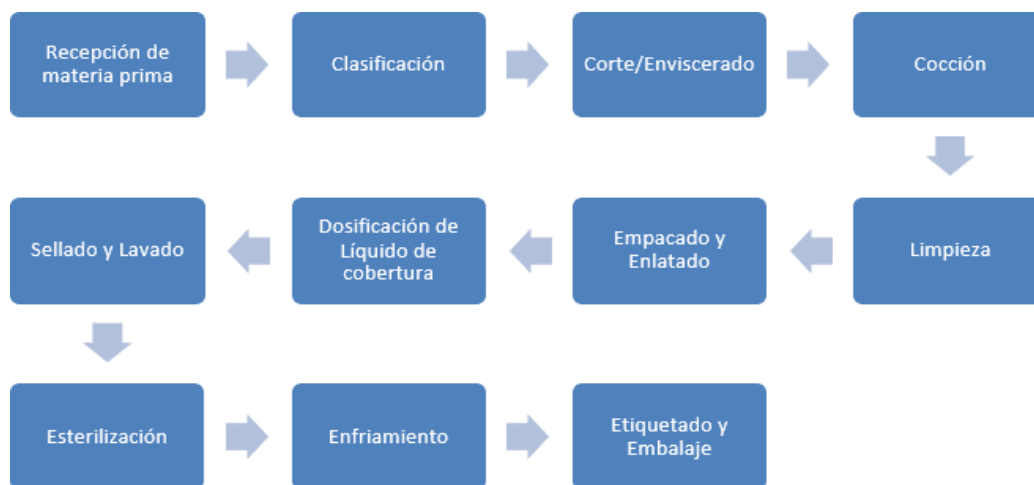 Recepción de
materia prima
Clasificación
Corte/Enviscerado
Cocción
Limpieza
Empacado y
Enlatado
Dosificación de
Líquido de
cobertura
Sellado y Lavado
Esterilización
Enfriamiento
Etiquetado y
Embalaje